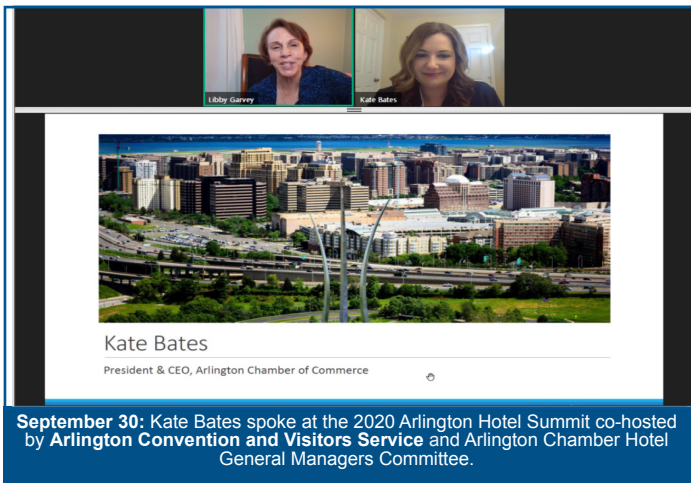 Libby Garvey
Kate Bates
Kate Bates
President & CEO, Arlington Chamber of Commerce
September 30: Kate Bates spoke at the 2020 Arlington Hotel Summit co-hosted
by Arlington Convention and Visitors Service and Arlington Chamber Hotel
General Managers Committee.